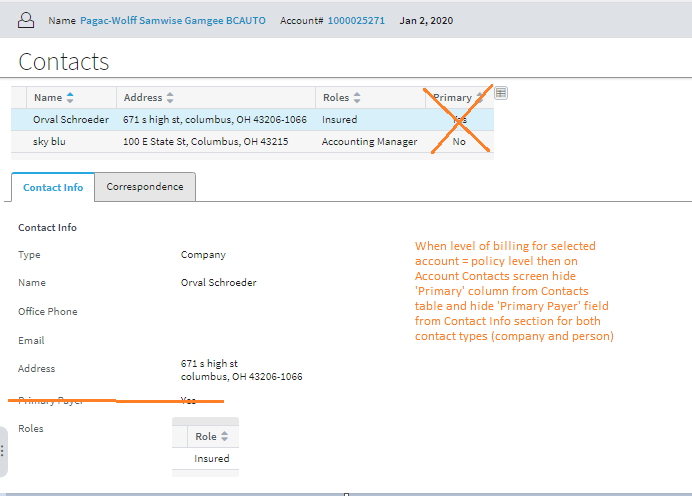 Name Pagac-Wolff Samwise Gamgee BCAUTO Account# 1000025271 Jan 2, 2020
Contacts
Name Address Roles Primary
Orval Schroeder 671 s high st, columbus, OH 43206-1066 Insured Yes
sky blu 100 E State St, Columbus, OH 43215 Accounting Manager No
Contact Info Correspondence
Contact Info
Type Company
Name Orval Schroeder
Office Phone
Email
Address 671 s high st
columbus, OH 43206-1066
Primary Payer Yes
Roles
Role
Insured
When level of billing for selected
account = policy level then on
Account Contacts screen hide
'Primary' column from Contacts
table and hide 'Primary Payer' field
from Contact Info section for both
contact types (company and person)